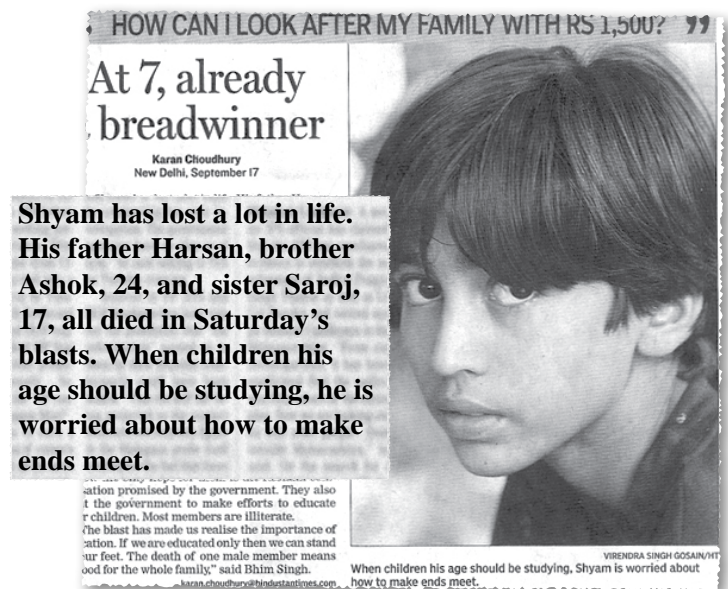 HOW CAN I LOOK AFTER MY FAMILY WITH RS 1,500? ”
At 7, already
breadwinner
Karan Choudhury
New Delhi, September 17
Shyam has lost a lot in life.
His father Harsan, brother
Ashok, 24, and sister Saroj,
17, all died in Saturday’s
blasts. When children his
age should be studying, he is
worried about how to make
ends meet.
promised by the government. They also
the government to make efforts to educate
children. Most members are illiterate.
The blast has made us realise the importance of
If we are educated only then we can stand
feet. The death of one male member means
for the whole family,” said Bhim Singh.
karan.choudhury@hindustantimes.com
VIRENDRA SINGH GOSAIN/HT
When children his age should be studying, Shyam is worried about
how to make ends meet.